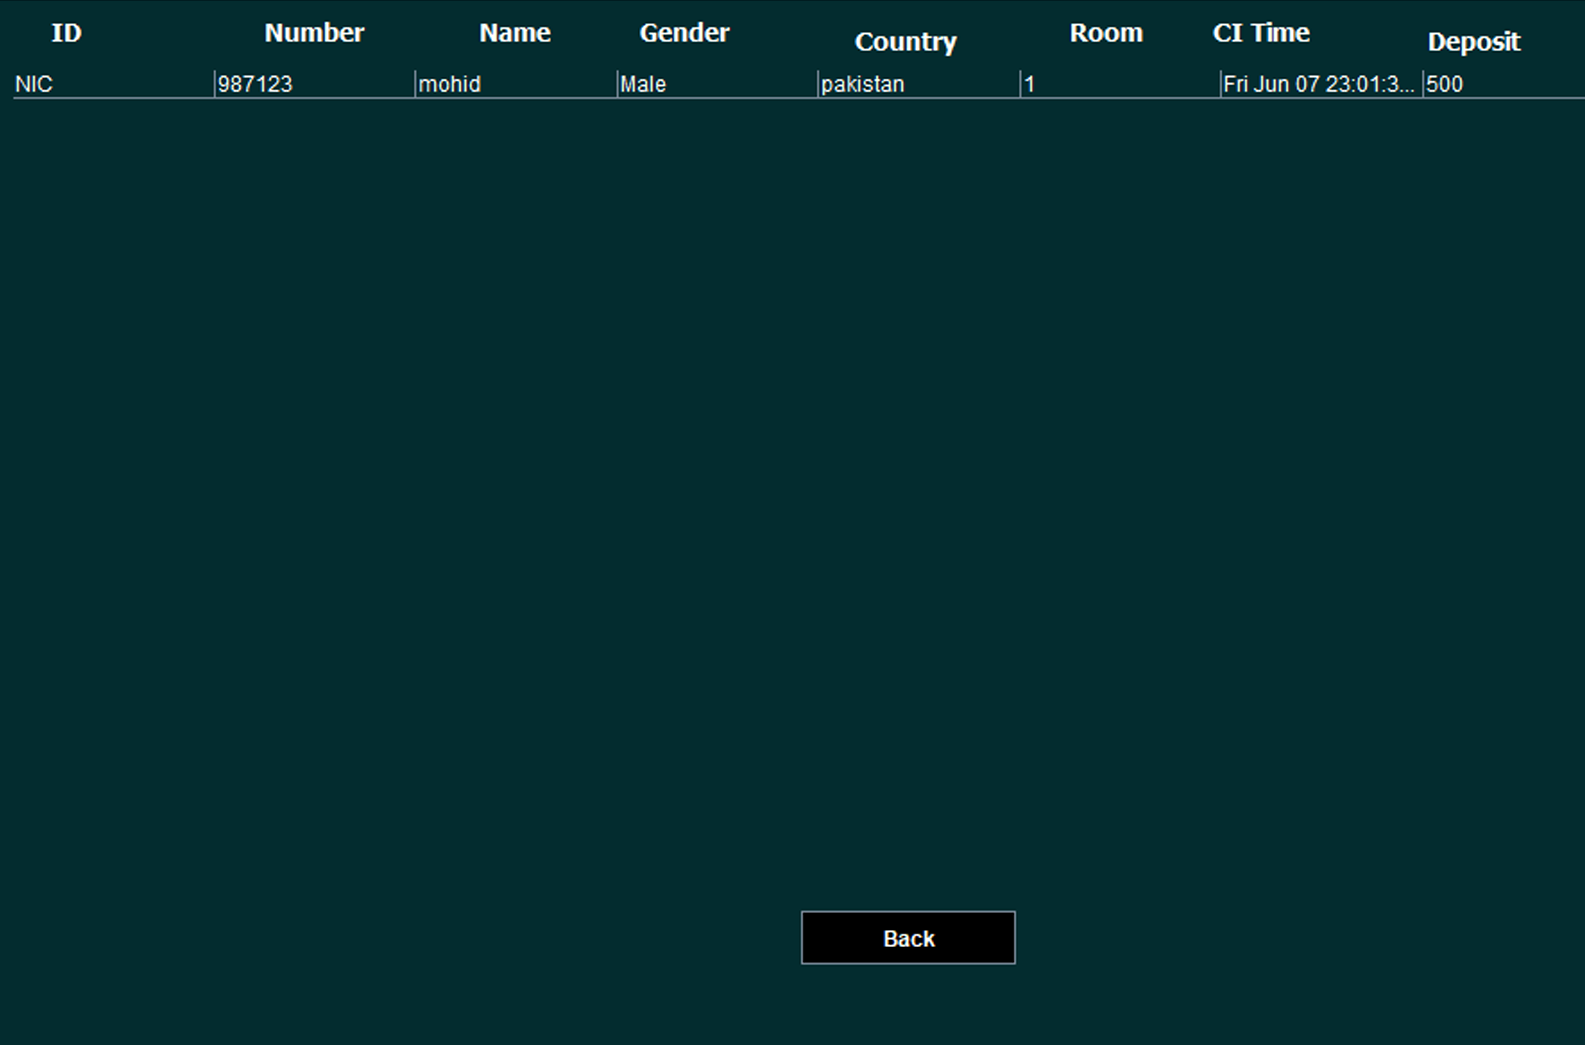 ID Number Name Gender Country Room CI Time Deposit
NIC 987123 mohid Male pakistan 1 Fri Jun 07 23:01:3... 500
Back